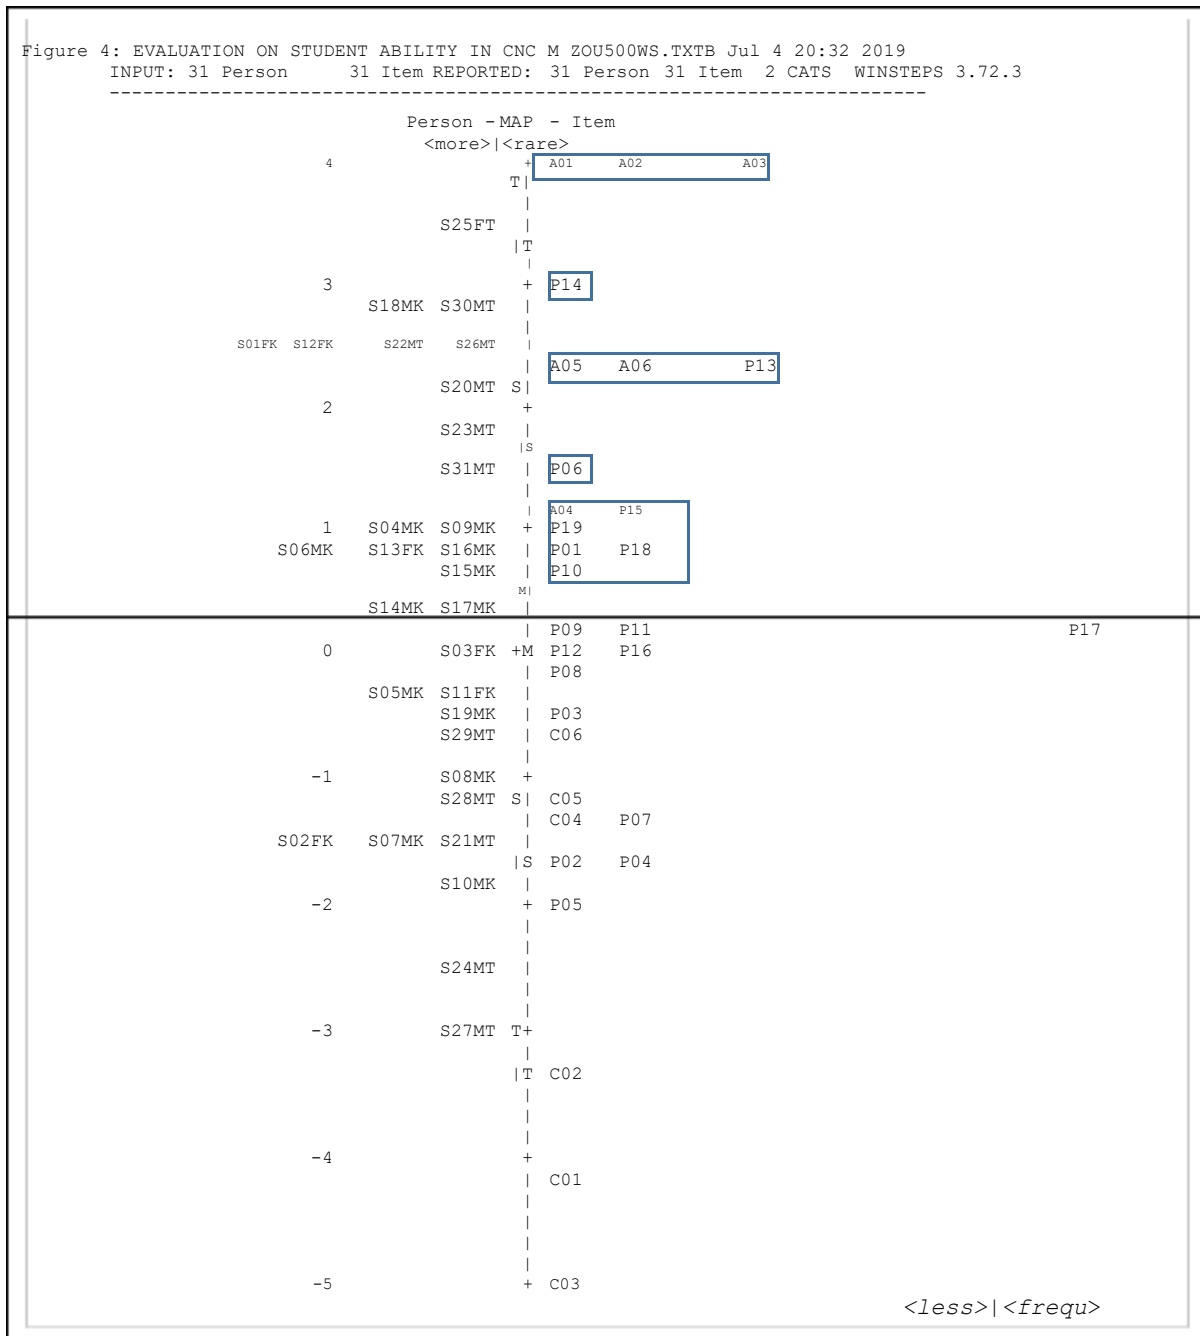 Figure 4: EVALUATION ON STUDENT ABILITY IN CNC M ZOU500WS.TXTB Jul 4 20:32 2019
INPUT: 31 Person 31 Item REPORTED: 31 Person 31 Item 2 CATS WINSTEPS 3.72.3
--------------------------------------------------------------------------
Person - MAP - Item
<more>|<rare>
4 + A01 A02 A03
T|
|
S25FT |
|T
|
3 + P14
S18MK S30MT |
|
S01FK S12FK S22MT S26MT |
| A05 A06 P13
S20MT S|
2 +
S23MT |
|S
S31MT | P06
|
| A04 P15
1 S04MK S09MK + P19
S06MK S13FK S16MK | P01 P18
S15MK | P10
M|
S14MK S17MK |
| P09 P11 P17
0 S03FK +M P12 P16
| P08
S05MK S11FK |
S19MK | P03
S29MT | C06
|
-1 S08MK +
S28MT S| C05
| C04 P07
S02FK S07MK S21MT |
|S P02 P04
S10MK |
-2 + P05
|
|
S24MT |
|
|
-3 S27MT T+
|
|T C02
|
|
|
-4 +
| C01
|
|
|
|
-5 + C03
<less>|<frequ>